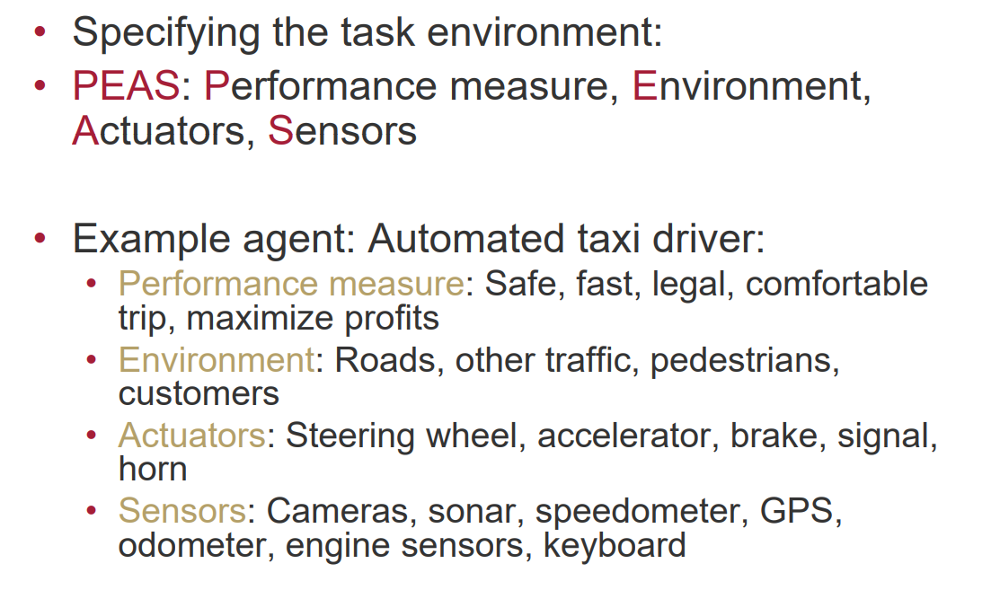 • Specifying the task environment:
• PEAS: Performance measure, Environment,
Actuators, Sensors
• Example agent: Automated taxi driver:
• Performance measure: Safe, fast, legal, comfortable
trip, maximize profits
• Environment: Roads, other traffic, pedestrians,
customers
• Actuators: Steering wheel, accelerator, brake, signal,
horn
• Sensors: Cameras, sonar, speedometer, GPS,
odometer, engine sensors, keyboard